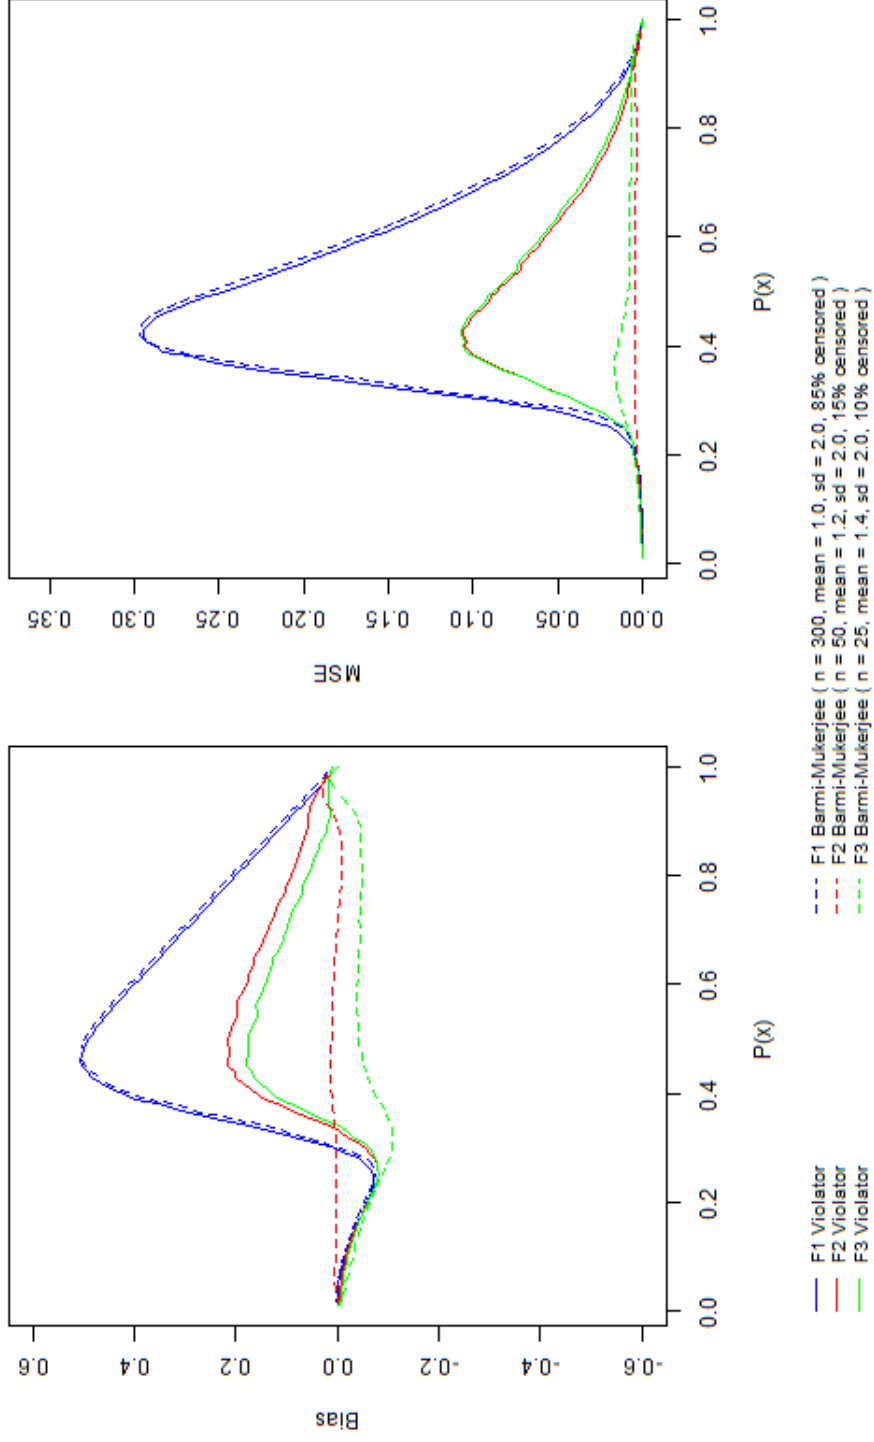 Bias
0.6
0.4
0.2
0.0
-0.2
-0.4
-0.6
0.0
0.2
0.4
0.6
0.8
1.0
P(x)
MSE
0.35
0.30
0.25
0.20
0.15
0.10
0.05
0.00
0.0
0.2
0.4
0.6
0.8
1.0
P(x)
F1 Violator
F2 Violator
F3 Violator
F1 Barmi-Mukerjee ( n = 300, mean = 1.0, sd = 2.0, 85% censored )
F2 Barmi-Mukerjee ( n = 50, mean = 1.2, sd = 2.0, 15% censored )
F3 Barmi-Mukerjee ( n = 25, mean = 1.4, sd = 2.0, 10% censored )